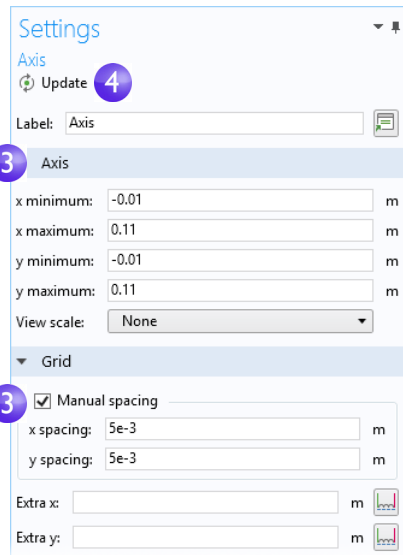 Settings
Axis
Update 4
Label: Axis
3 Axis
x minimum: -0.01 m
x maximum: 0.11 m
y minimum: -0.01 m
y maximum: 0.11 m
View scale: None
Grid
3 Manual spacing
x spacing: 5e-3 m
y spacing: 5e-3 m
Extra x: m
Extra y: m